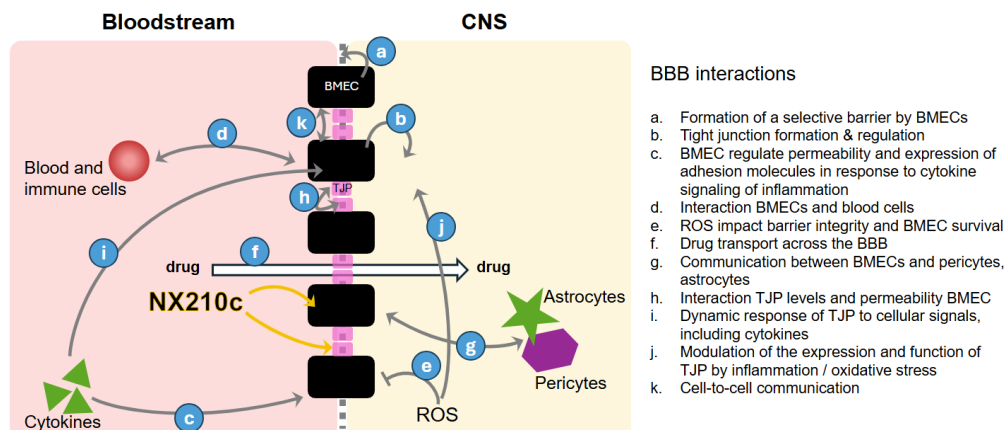 Bloodstream
CNS
a
BMEC
k
b
d
Blood and
immune cells
TJP
h
j
i
f
drug
drug
NX210c
Astrocytes
g
e
Pericytes
ROS
Cytokines
c
BBB interactions
a. Formation of a selective barrier by BMECs
b. Tight junction formation & regulation
c. BMEC regulate permeability and expression of
adhesion molecules in response to cytokine
signaling of inflammation
d. Interaction BMECs and blood cells
e. ROS impact barrier integrity and BMEC survival
f. Drug transport across the BBB
g. Communication between BMECs and pericytes,
astrocytes
h. Interaction TJP levels and permeability BMEC
i. Dynamic response of TJP to cellular signals,
including cytokines
j. Modulation of the expression and function of
TJP by inflammation / oxidative stress
k. Cell-to-cell communication